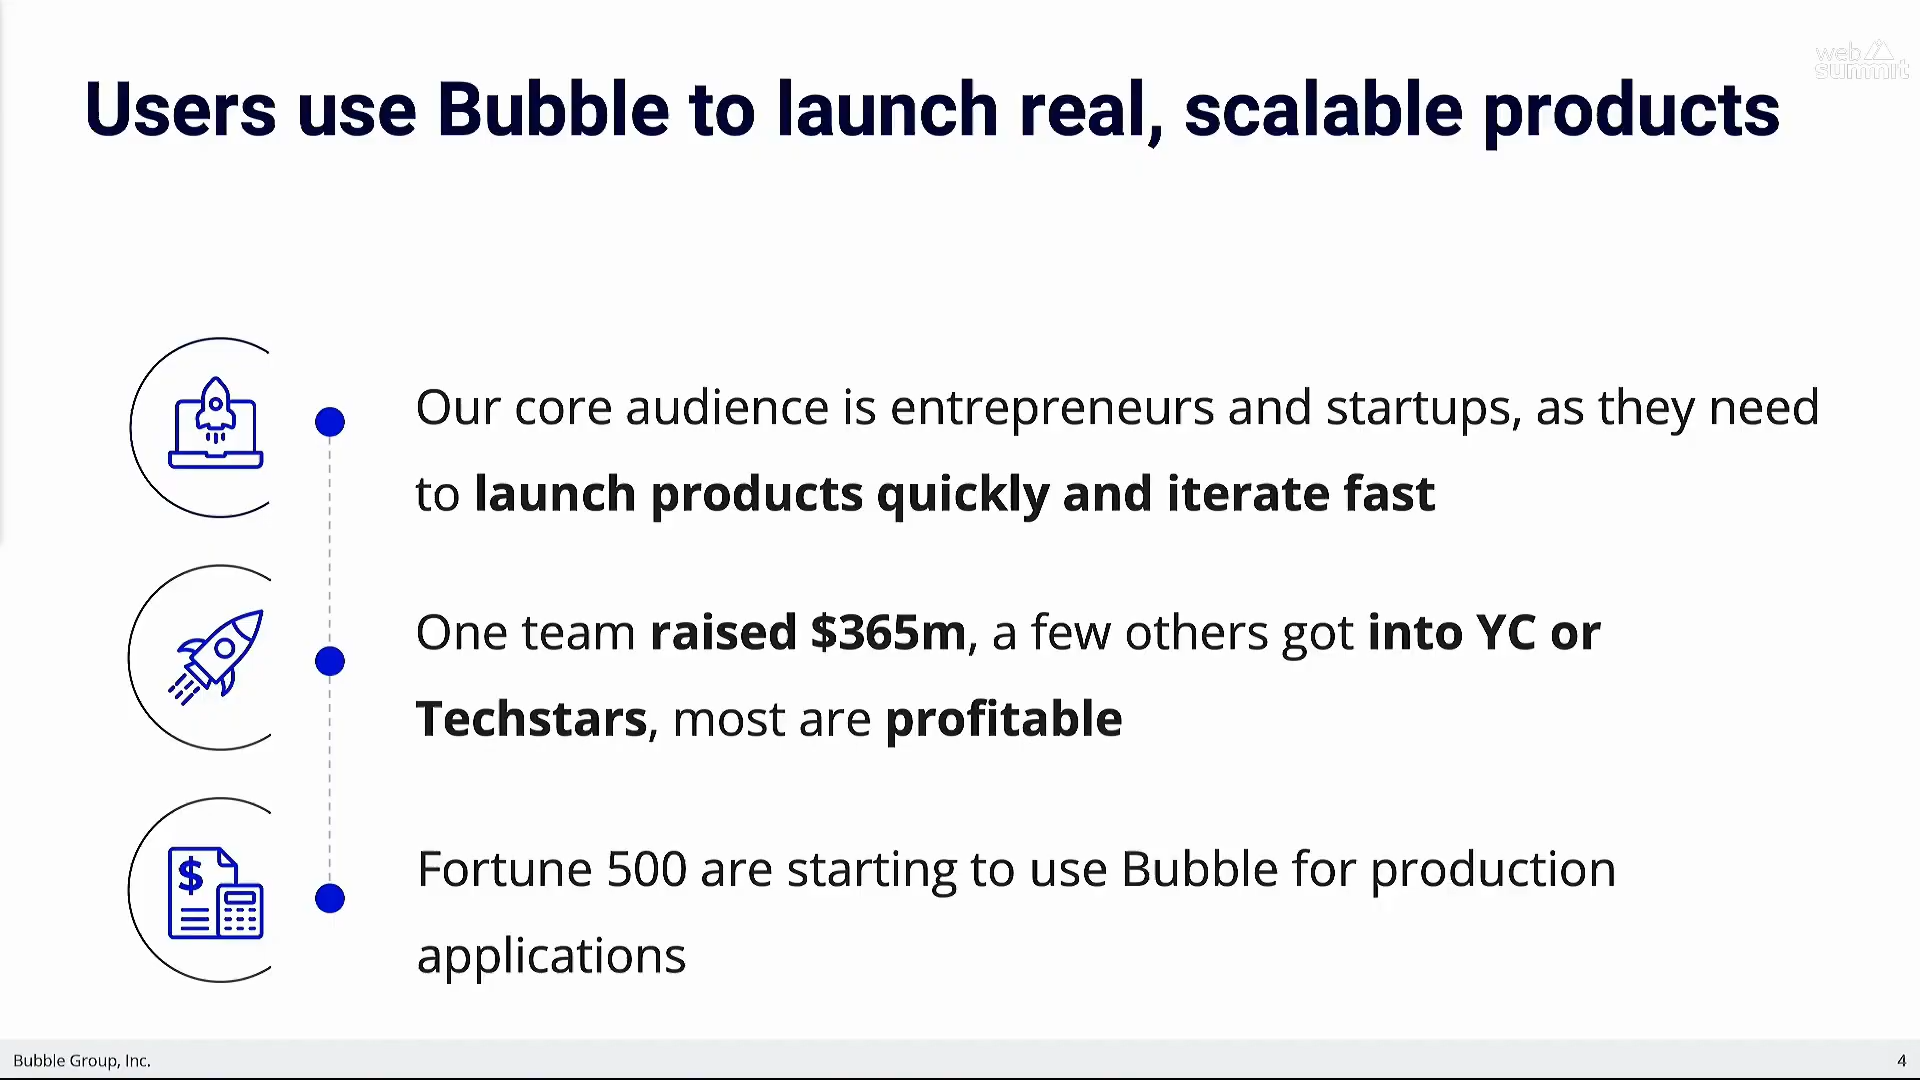 web
summit
Users use Bubble to launch real, scalable products
Our core audience is entrepreneurs and startups, as they need
to launch products quickly and iterate fast
One team raised $365m, a few others got into YC or
Techstars, most are profitable
$
Fortune 500 are starting to use Bubble for production
applications
Bubble Group, Inc.
4